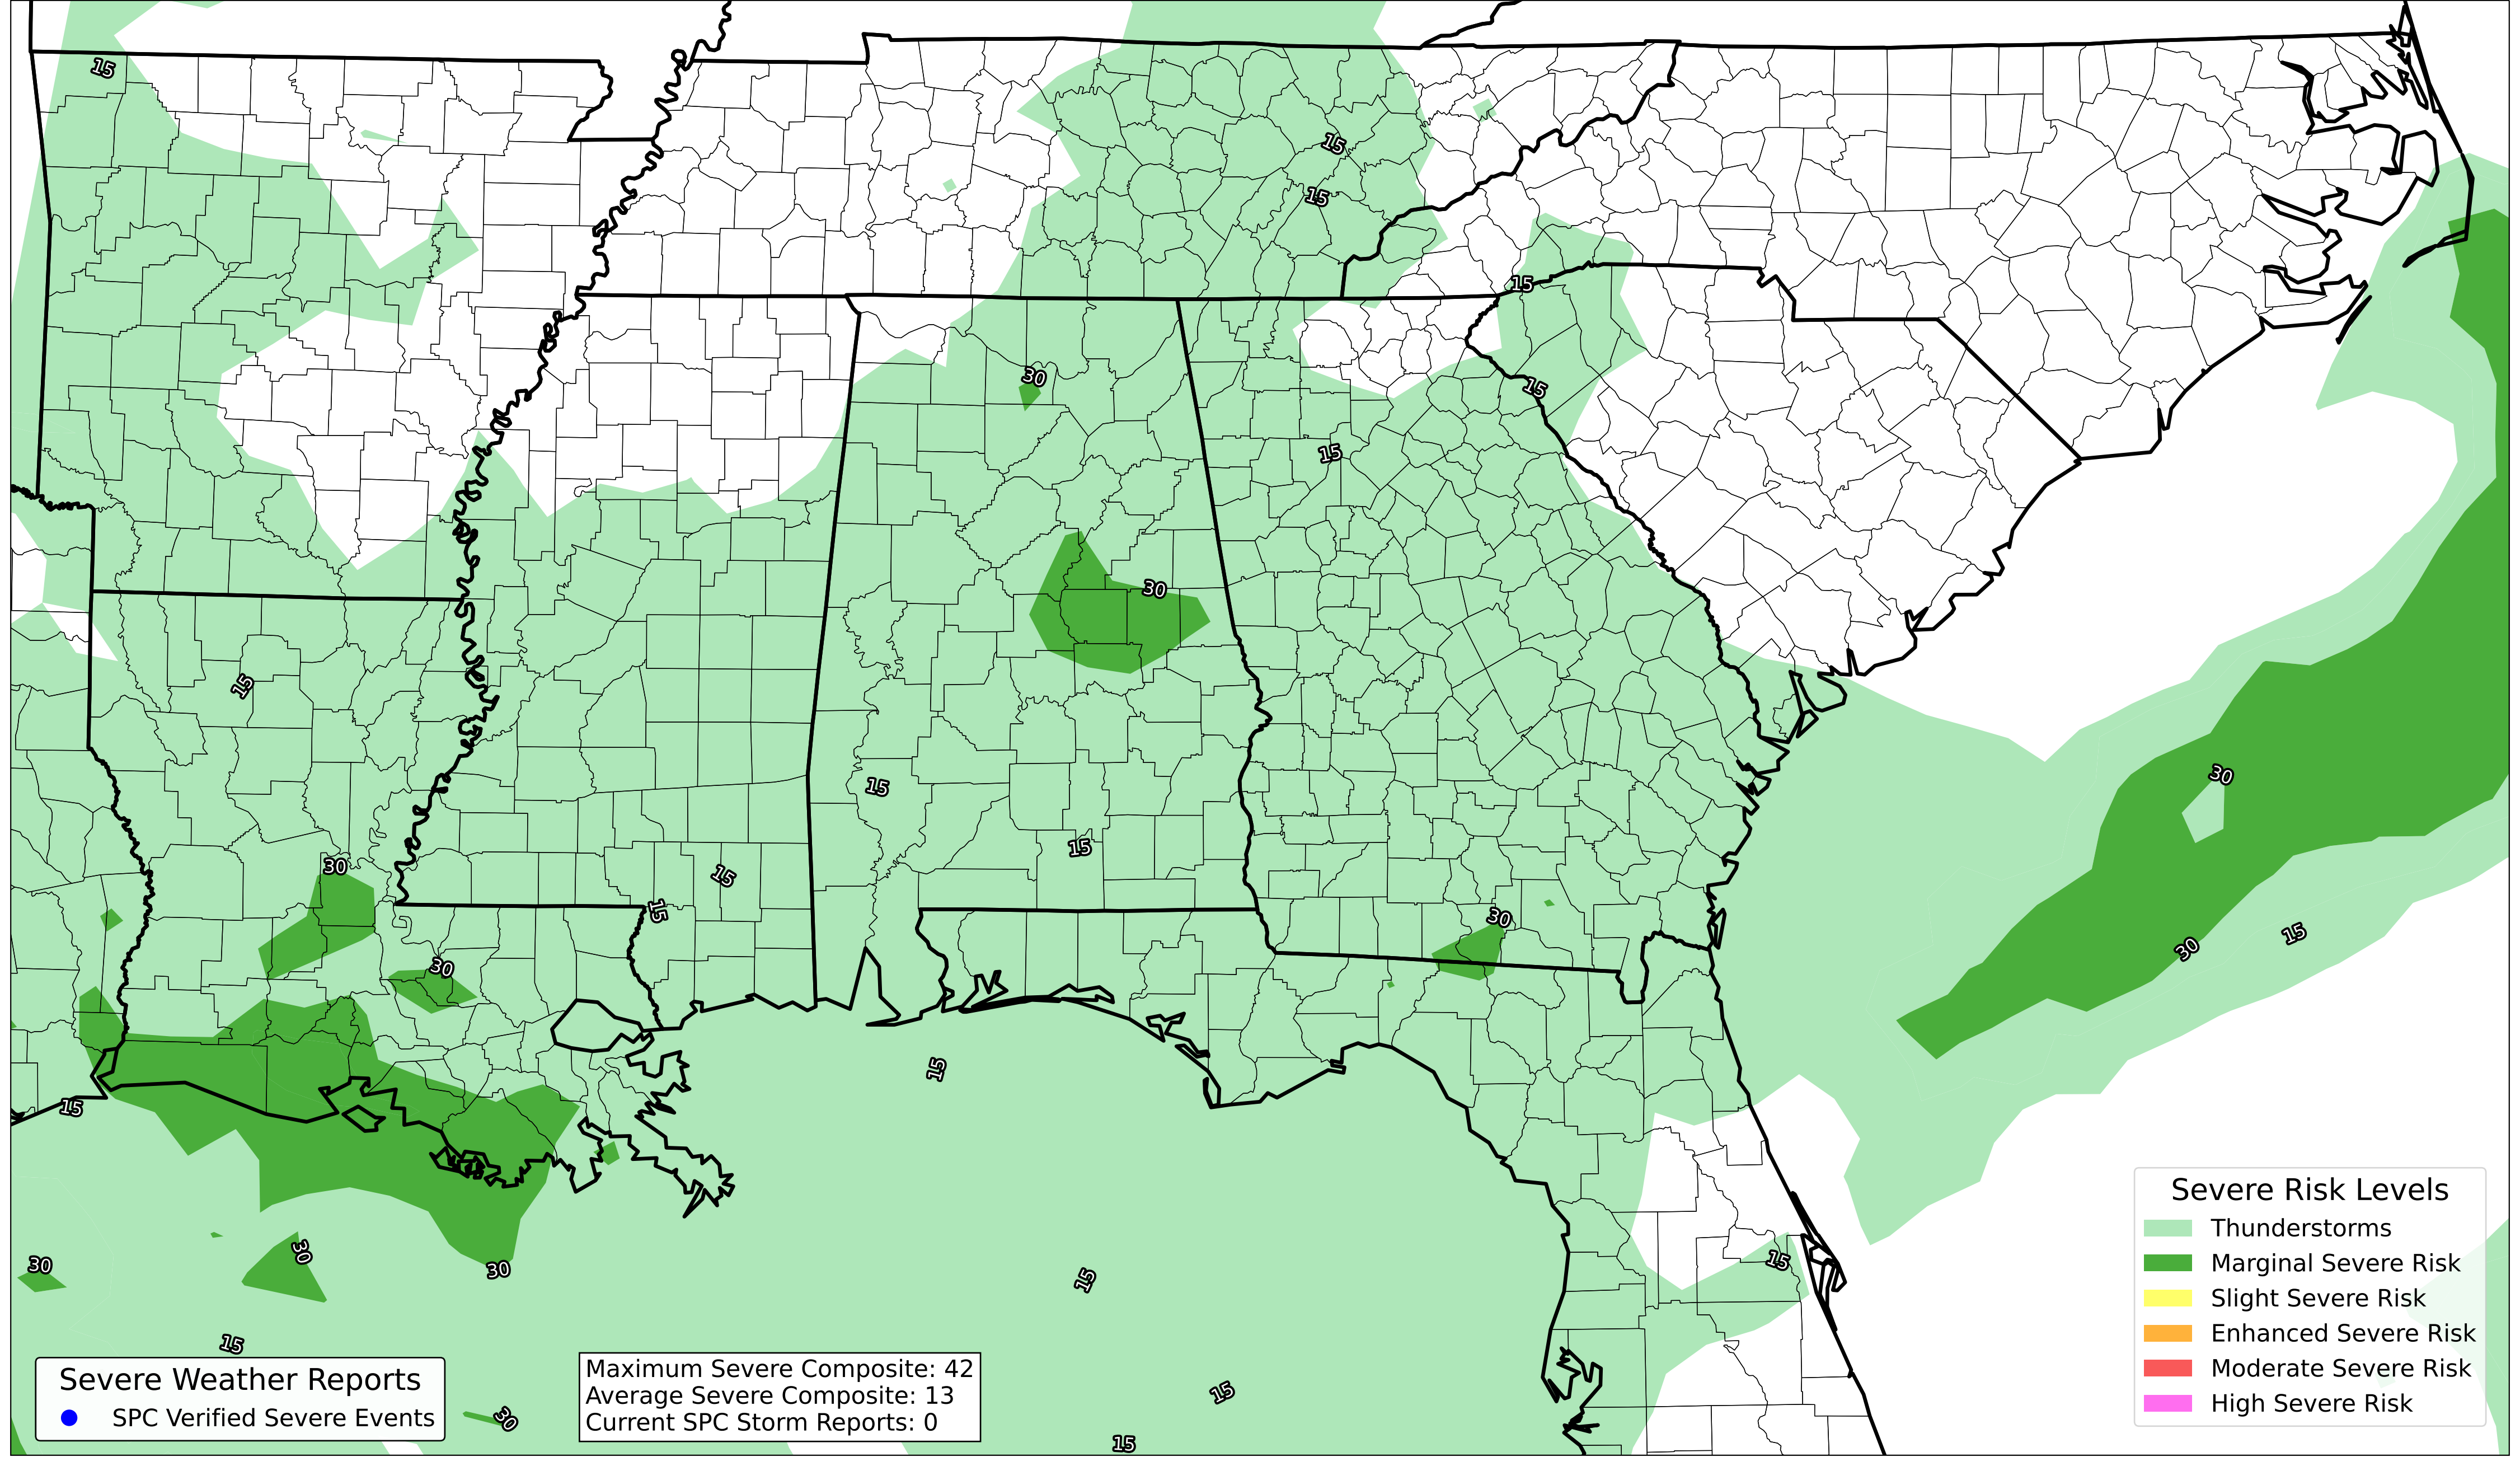 15
15
15
15
30
15
15
30
15
30
15
15
15
30
15
15
30
15
30
30
15
15
30
30
15
30
15
15
15
30
15
Severe Risk Levels
Thunderstorms
Marginal Severe Risk
Slight Severe Risk
Enhanced Severe Risk
Moderate Severe Risk
High Severe Risk
Severe Weather Reports
SPC Verified Severe Events
Maximum Severe Composite: 42
Average Severe Composite: 13
Current SPC Storm Reports: 0